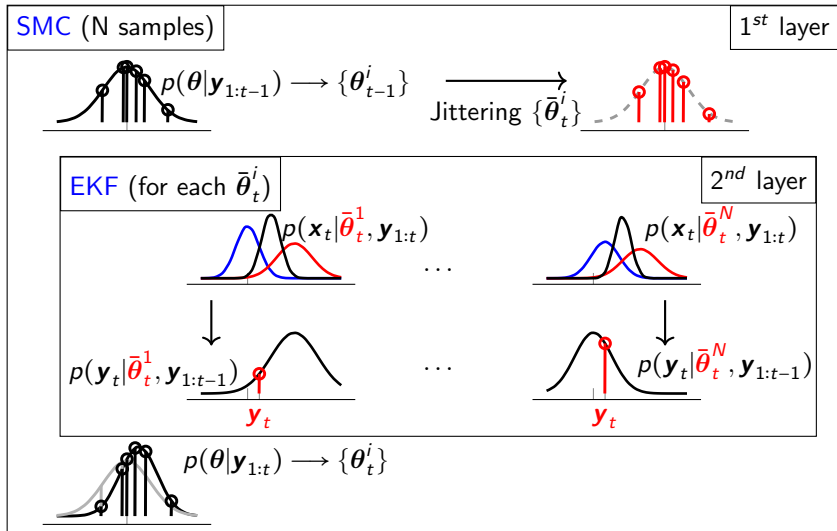 SMC (N samples)
1ˢᵗ layer
p(θ|y₁:ₜ₋₁) ⟶ {θⁱₜ₋₁}
Jittering {θ̄ⁱₜ}
EKF (for each θ̄ⁱₜ)
2ⁿᵈ layer
p(xₜ|θ̄¹ₜ, y₁:ₜ)
...
p(xₜ|θ̄ᴺₜ, y₁:ₜ)
p(yₜ|θ̄¹ₜ, y₁:ₜ₋₁)
...
p(yₜ|θ̄ᴺₜ, y₁:ₜ₋₁)
yₜ
yₜ
p(θ|y₁:ₜ) ⟶ {θⁱₜ}